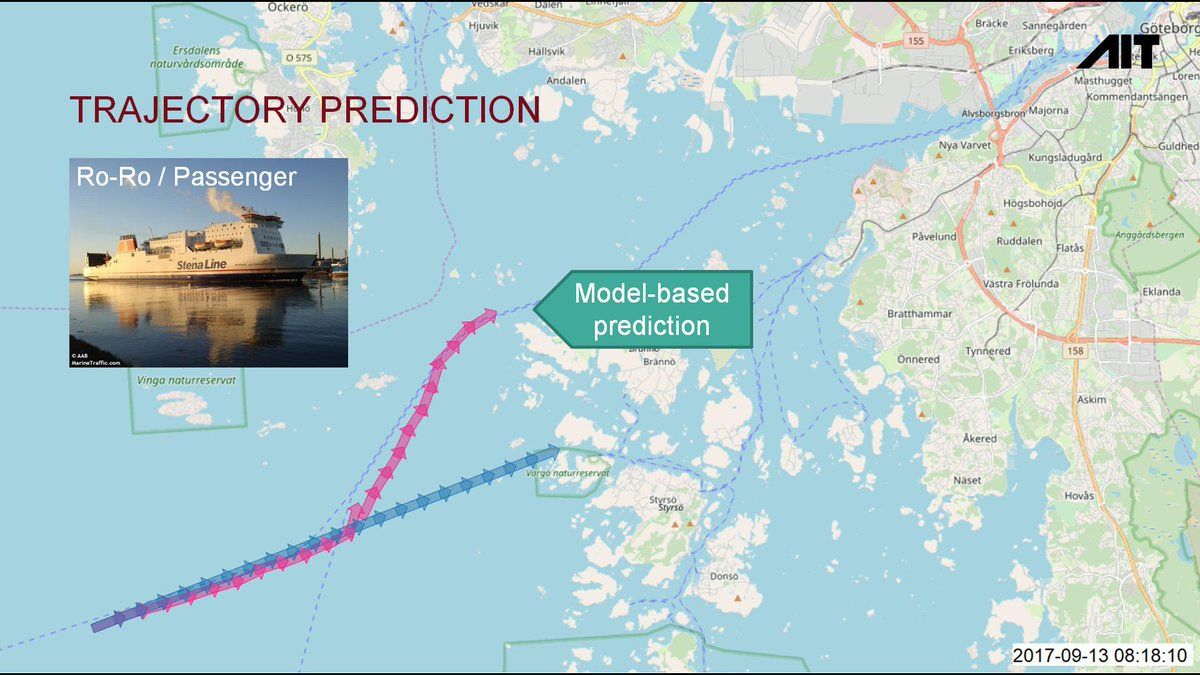 Vedskär
Dalen
Öckerö
Hjuvik
Bräcke
Sannegården
Göteborg
155
Ersdalens
naturvårdsområde
Hällsvik
Eriksberg
AIT
O 575
Andalen
Masthugget
Kommendantsängen
TRAJECTORY PREDICTION
Älvsborgsbron
Majorna
Nya Varvet
Guldhede
Kungsladugård
Ro-Ro / Passenger
Högsbohöjd
Stena Line
Påvelund
Ruddalen
Flatås
Änggårdsbergen
Västra Frölunda
Eklanda
Model-based
prediction
Bratthammar
Brännö
Brännö
Önnered
Tynnered
158
© AAB
MarineTraffic.com
Vinga naturreservat
Askim
Åkered
Vargö naturreservat
Näset
Hovås
Styrsö
Styrsö
Donsö
2017-09-13 08:18:10